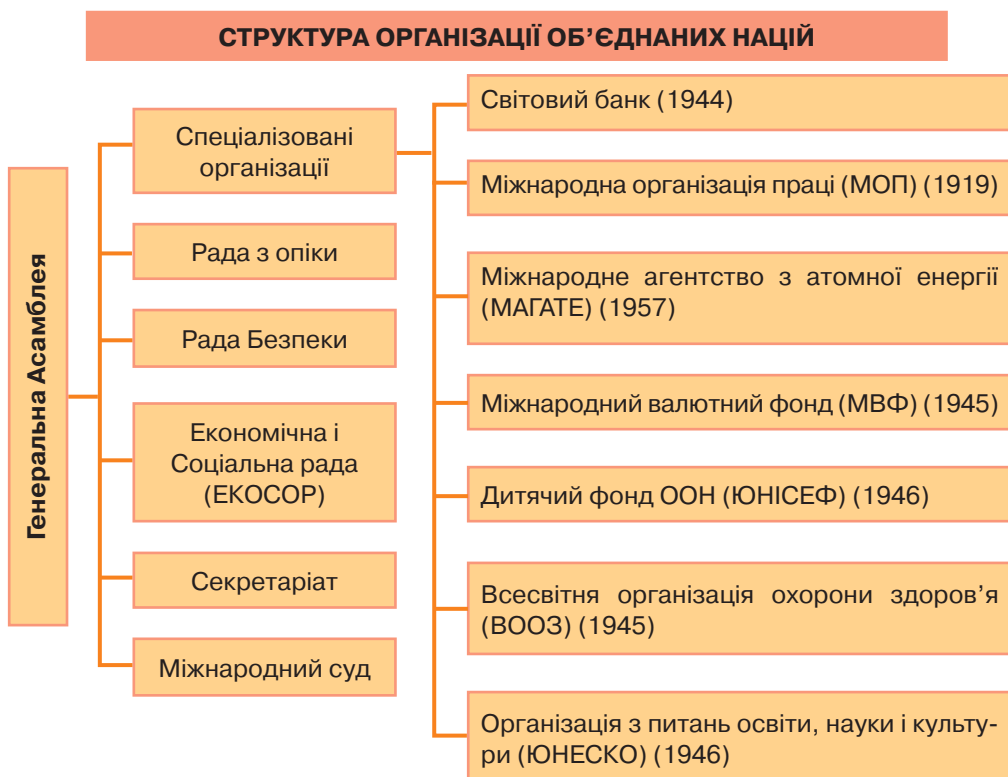 СТРУКТУРА ОРГАНІЗАЦІЇ ОБ’ЄДНАНИХ НАЦІЙ
Генеральна Асамблея
Спеціалізовані
організації
Рада з опіки
Рада Безпеки
Економічна і
Соціальна рада
(ЕКОСОР)
Секретаріат
Міжнародний суд
Світовий банк (1944)
Міжнародна організація праці (МОП) (1919)
Міжнародне агентство з атомної енергії
(МАГАТЕ) (1957)
Міжнародний валютний фонд (МВФ) (1945)
Дитячий фонд ООН (ЮНІСЕФ) (1946)
Всесвітня організація охорони здоров’я
(ВООЗ) (1945)
Організація з питань освіти, науки і культу-
ри (ЮНЕСКО) (1946)